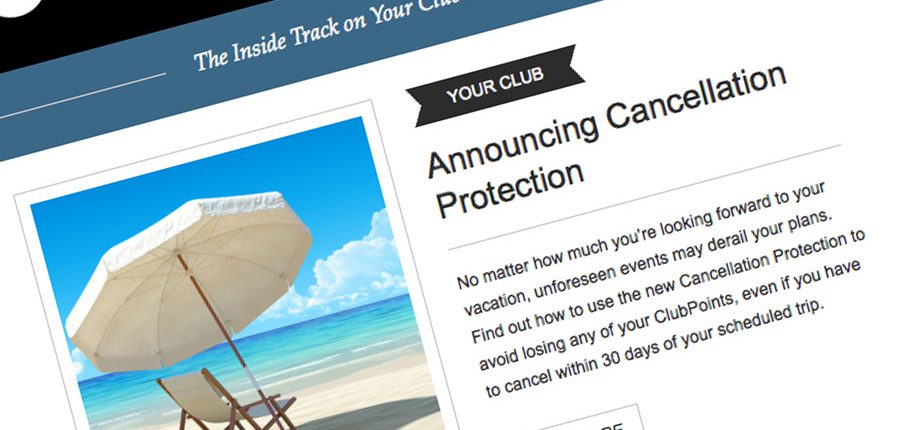 The Inside Track on Your Club
YOUR CLUB
Announcing Cancellation
Protection
No matter how much you're looking forward to your
vacation, unforeseen events may derail your plans.
Find out how to use the new Cancellation Protection to
avoid losing any of your ClubPoints, even if you have
to cancel within 30 days of your scheduled trip.